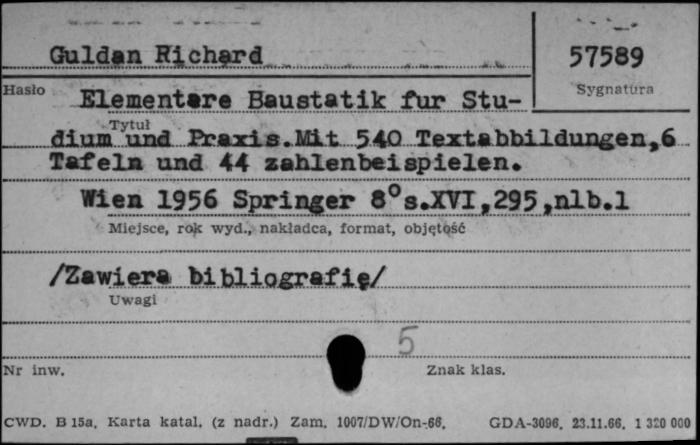 Guldan Richard
57589
Hasło
Sygnatura
Elementare Baustatik fur Stu-
Tytuł
dium und Praxis.Mit 540 Textabbildungen,6
Tafeln und 44 zahlenbeispielen.
Wien 1956 Springer 8° s.XVI,295,nlb.1
Miejsce, rok wyd., nakładca, format, objętość
/Zawiera bibliografię/
Uwagi
5
Nr inw.
Znak klas.
CWD. B 15a. Karta katal. (z nadr.) Zam. 1007/DW/On-66. GDA-3096. 23.11.66. 1 320 000